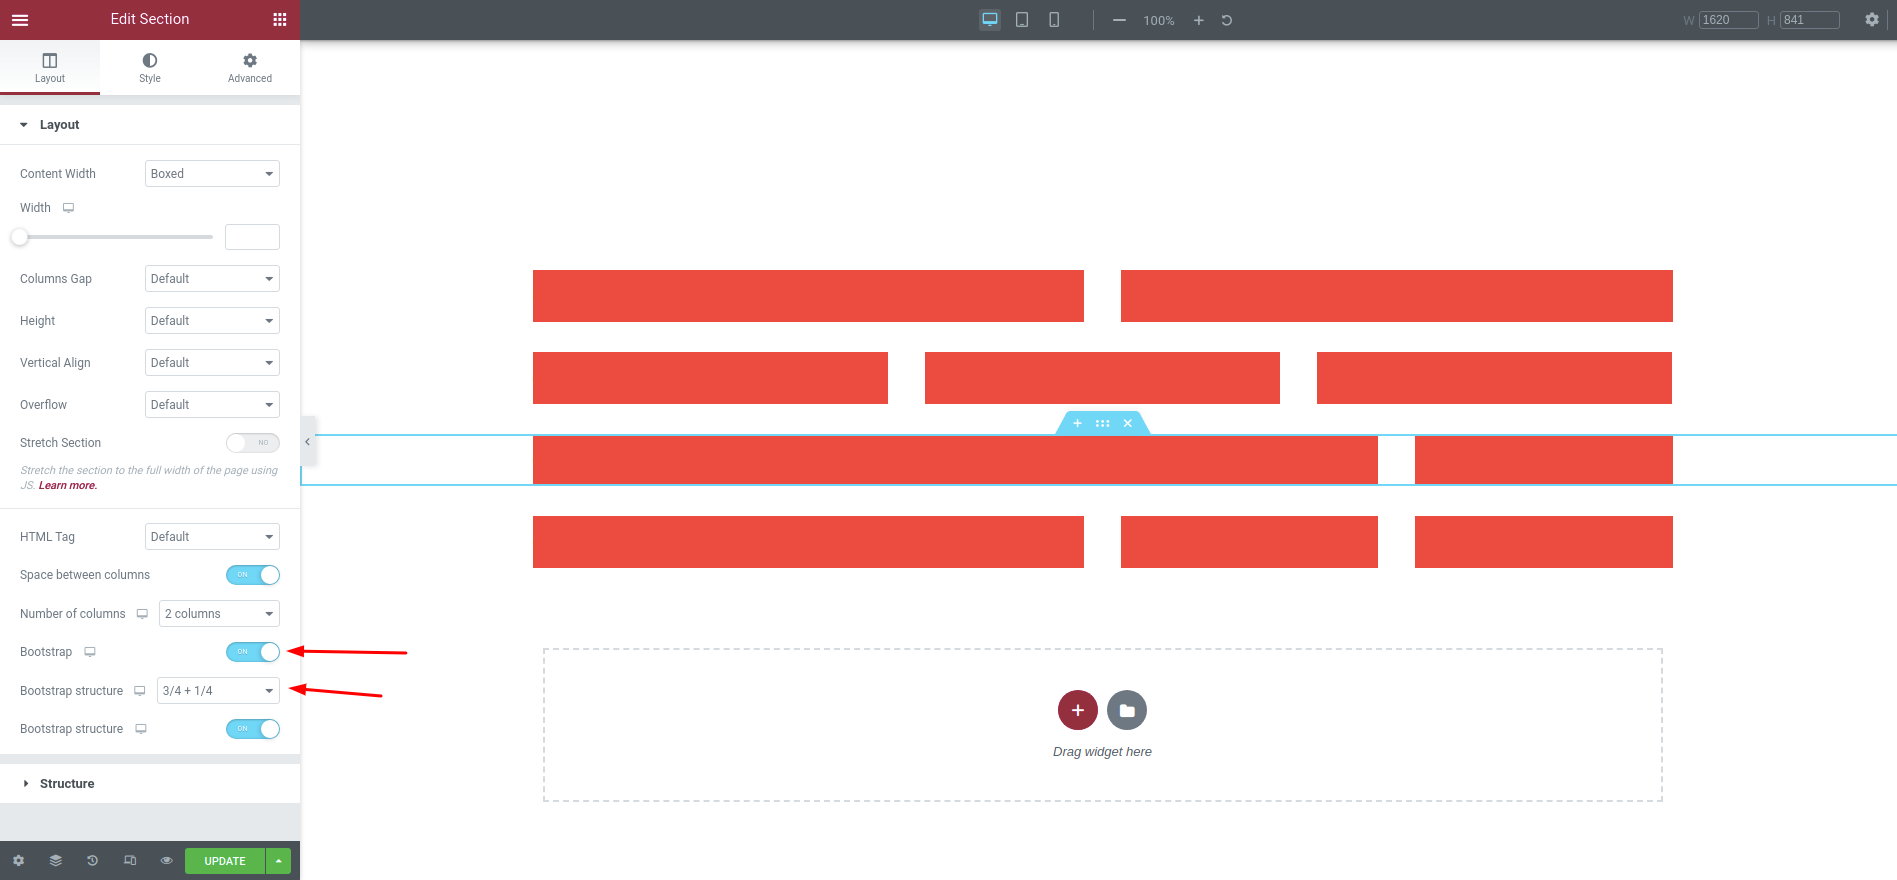 Edit Section
100%
W 1620 H 841
Layout Style Advanced
Layout
Content Width Boxed
Width
Columns Gap Default
Height Default
Vertical Align Default
Overflow Default
Stretch Section NO
Stretch the section to the full width of the page using
JS. Learn more.
HTML Tag Default
Space between columns ON
Number of columns 2 columns
Bootstrap ON
Bootstrap structure 3/4 + 1/4
Bootstrap structure ON
Structure
UPDATE
Drag widget here